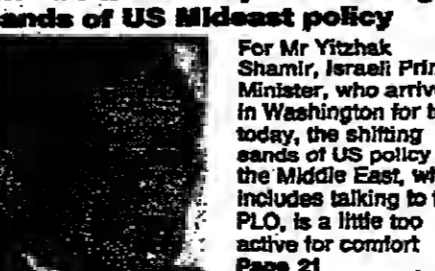 ands of US Mideast policy
For Mr Yitzhak
Shamir, Israeli Prim
Minister, who arrive
in Washington for t
today, the shifting
sands of US policy
the Middle East, wh
includes talking to t
PLO, is a little too
active for comfort
Page 21